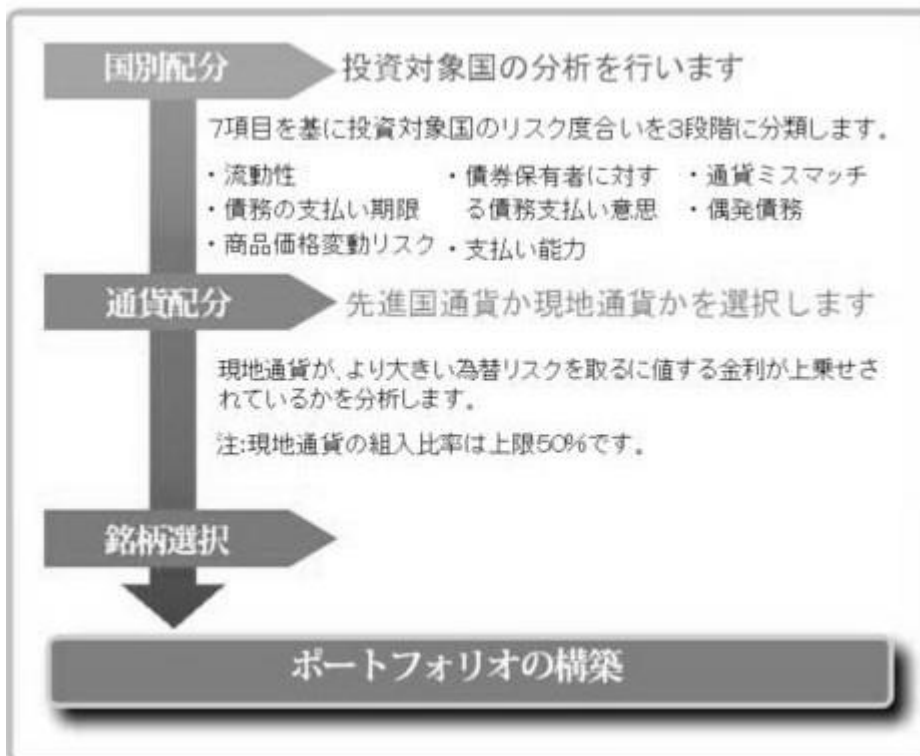 国別配分
投資対象国の分析を行います
7項目を基に投資対象国のリスク度合いを3段階に分類します。
・流動性
・債務の支払い期限
・商品価格変動リスク
・債券保有者に対す
る債務支払い意思
・支払い能力
・通貨ミスマッチ
・偶発債務
通貨配分
先進国通貨か現地通貨かを選択します
現地通貨が、より大きい為替リスクを取るに値する金利が上乗せさ
れているかを分析します。
注:現地通貨の組入比率は上限50%です。
銘柄選択
ポートフォリオの構築